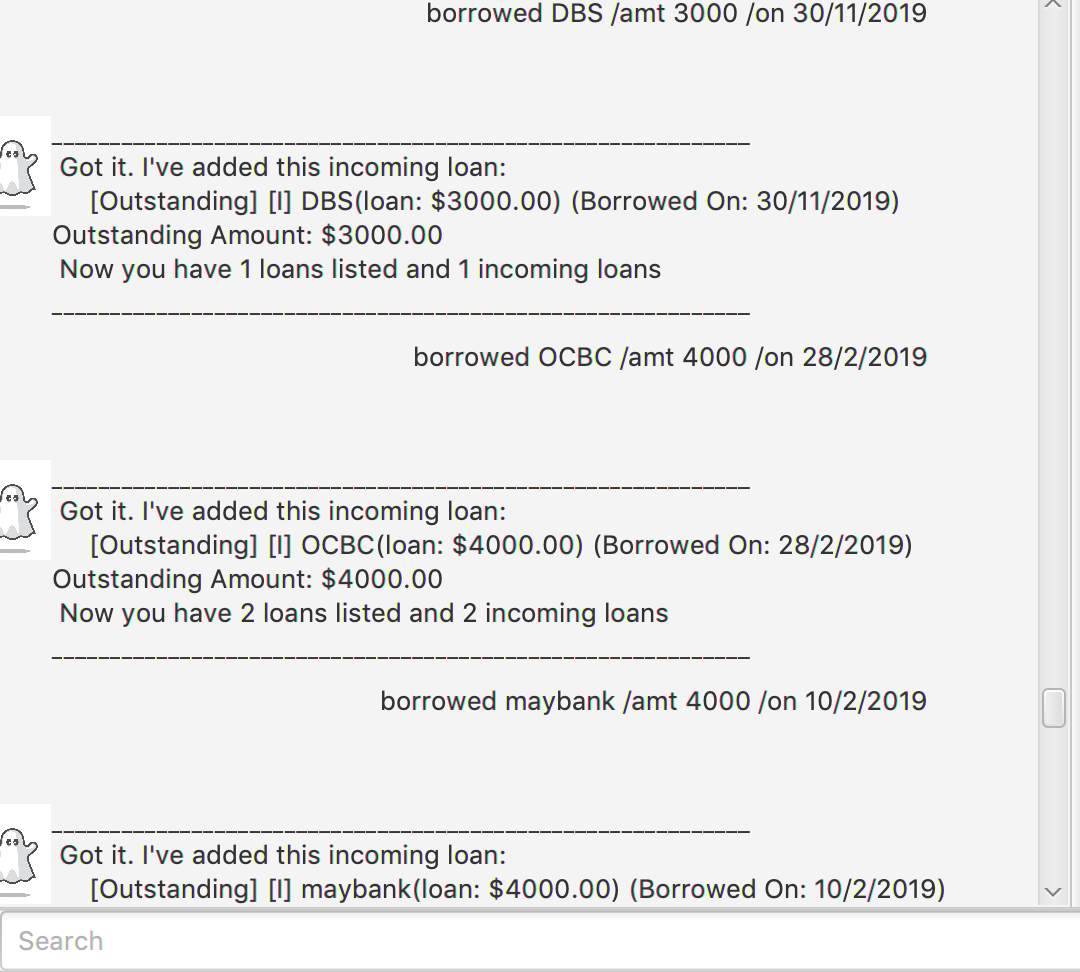 borrowed DBS /amt 3000 /on 30/11/2019
____________________________________________________________
Got it. I've added this incoming loan:
[Outstanding] [I] DBS(loan: $3000.00) (Borrowed On: 30/11/2019)
Outstanding Amount: $3000.00
Now you have 1 loans listed and 1 incoming loans
____________________________________________________________
borrowed OCBC /amt 4000 /on 28/2/2019
____________________________________________________________
Got it. I've added this incoming loan:
[Outstanding] [I] OCBC(loan: $4000.00) (Borrowed On: 28/2/2019)
Outstanding Amount: $4000.00
Now you have 2 loans listed and 2 incoming loans
____________________________________________________________
borrowed maybank /amt 4000 /on 10/2/2019
____________________________________________________________
Got it. I've added this incoming loan:
[Outstanding] [I] maybank(loan: $4000.00) (Borrowed On: 10/2/2019)
Search